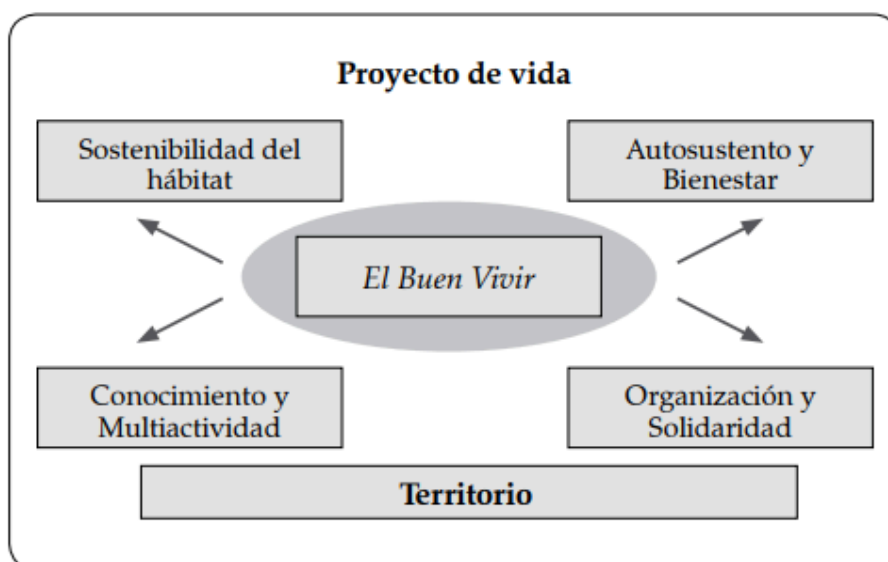 Proyecto de vida
Sostenibilidad del
hábitat
Autosustento y
Bienestar
El Buen Vivir
Conocimiento y
Multiactividad
Organización y
Solidaridad
Territorio